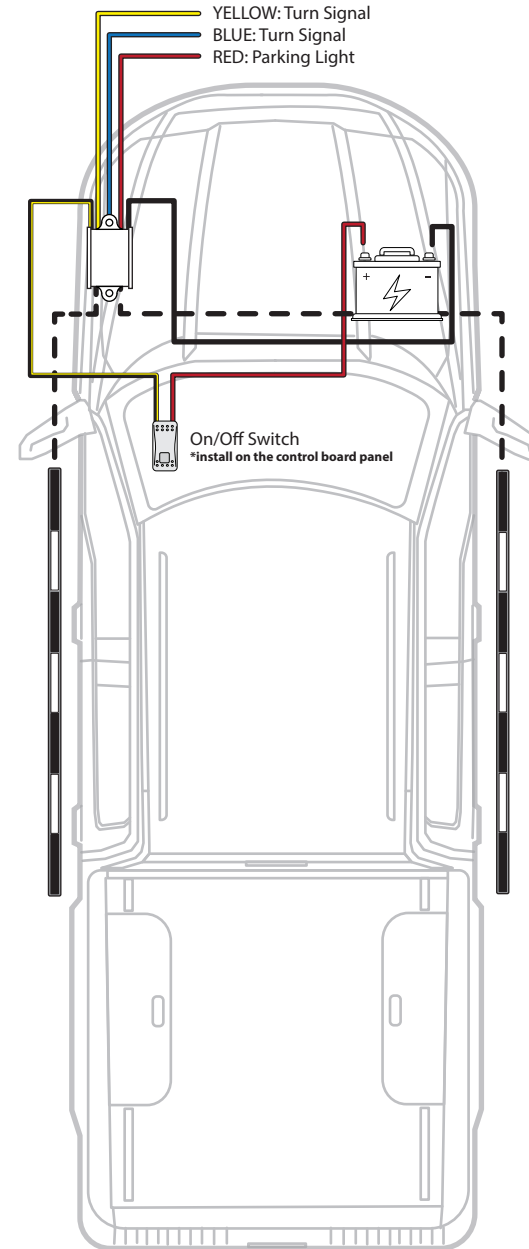 YELLOW: Turn Signal
BLUE: Turn Signal
RED: Parking Light
+ -
On/Off Switch
*install on the control board panel